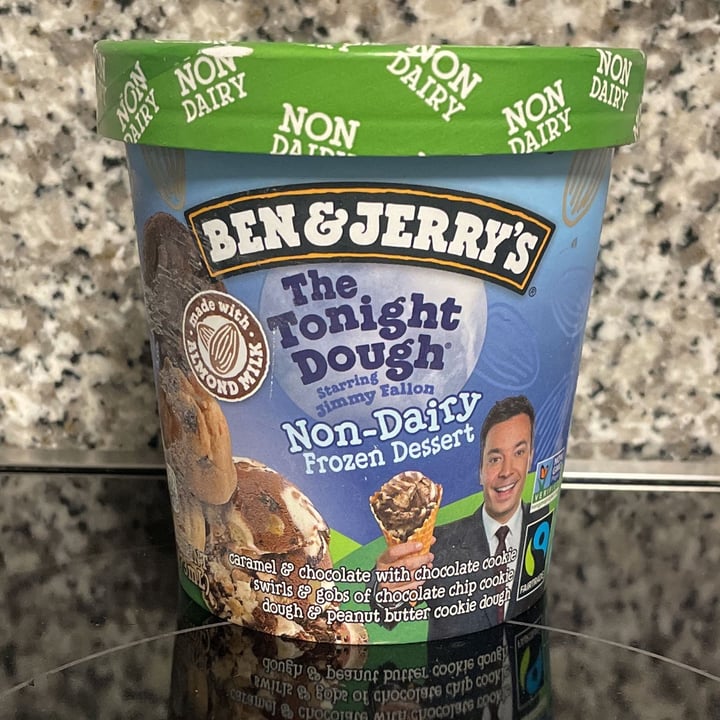 NON
DAIRY
NON
DAIRY
NON
DAIRY
NON
DAIRY
NON
DAIRY
NON
DAIRY
BEN & JERRY'S
made with
ALMOND MILK
The
Tonight
Dough
Starring
Jimmy Fallon
Non-Dairy
Frozen Dessert
caramel & chocolate with chocolate cookie
swirls & gobs of chocolate chip cookie
dough & peanut butter cookie dough
FAIRTRADE